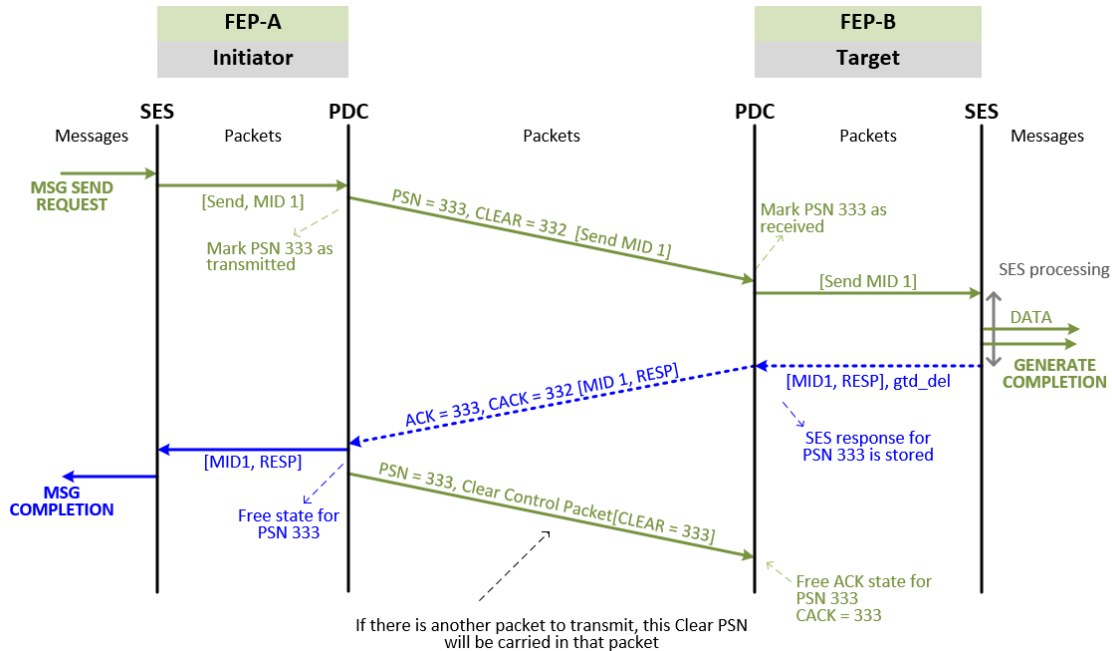 FEP-A
Initiator
FEP-B
Target
SES
PDC
PDC
SES
Messages
Packets
Packets
Packets
Messages
MSG SEND
REQUEST
[Send, MID 1]
PSN = 333, CLEAR = 332  [Send MID 1]
Mark PSN 333 as
transmitted
Mark PSN 333 as
received
[Send MID 1]
SES processing
DATA
GENERATE
COMPLETION
[MID1, RESP], gtd_del
ACK = 333, CACK = 332 [MID 1, RESP]
SES response for
PSN 333 is stored
[MID1, RESP]
MSG
COMPLETION
Free state for
PSN 333
PSN = 333, Clear Control Packet[CLEAR = 333]
Free ACK state for
PSN 333
CACK = 333
If there is another packet to transmit, this Clear PSN
will be carried in that packet